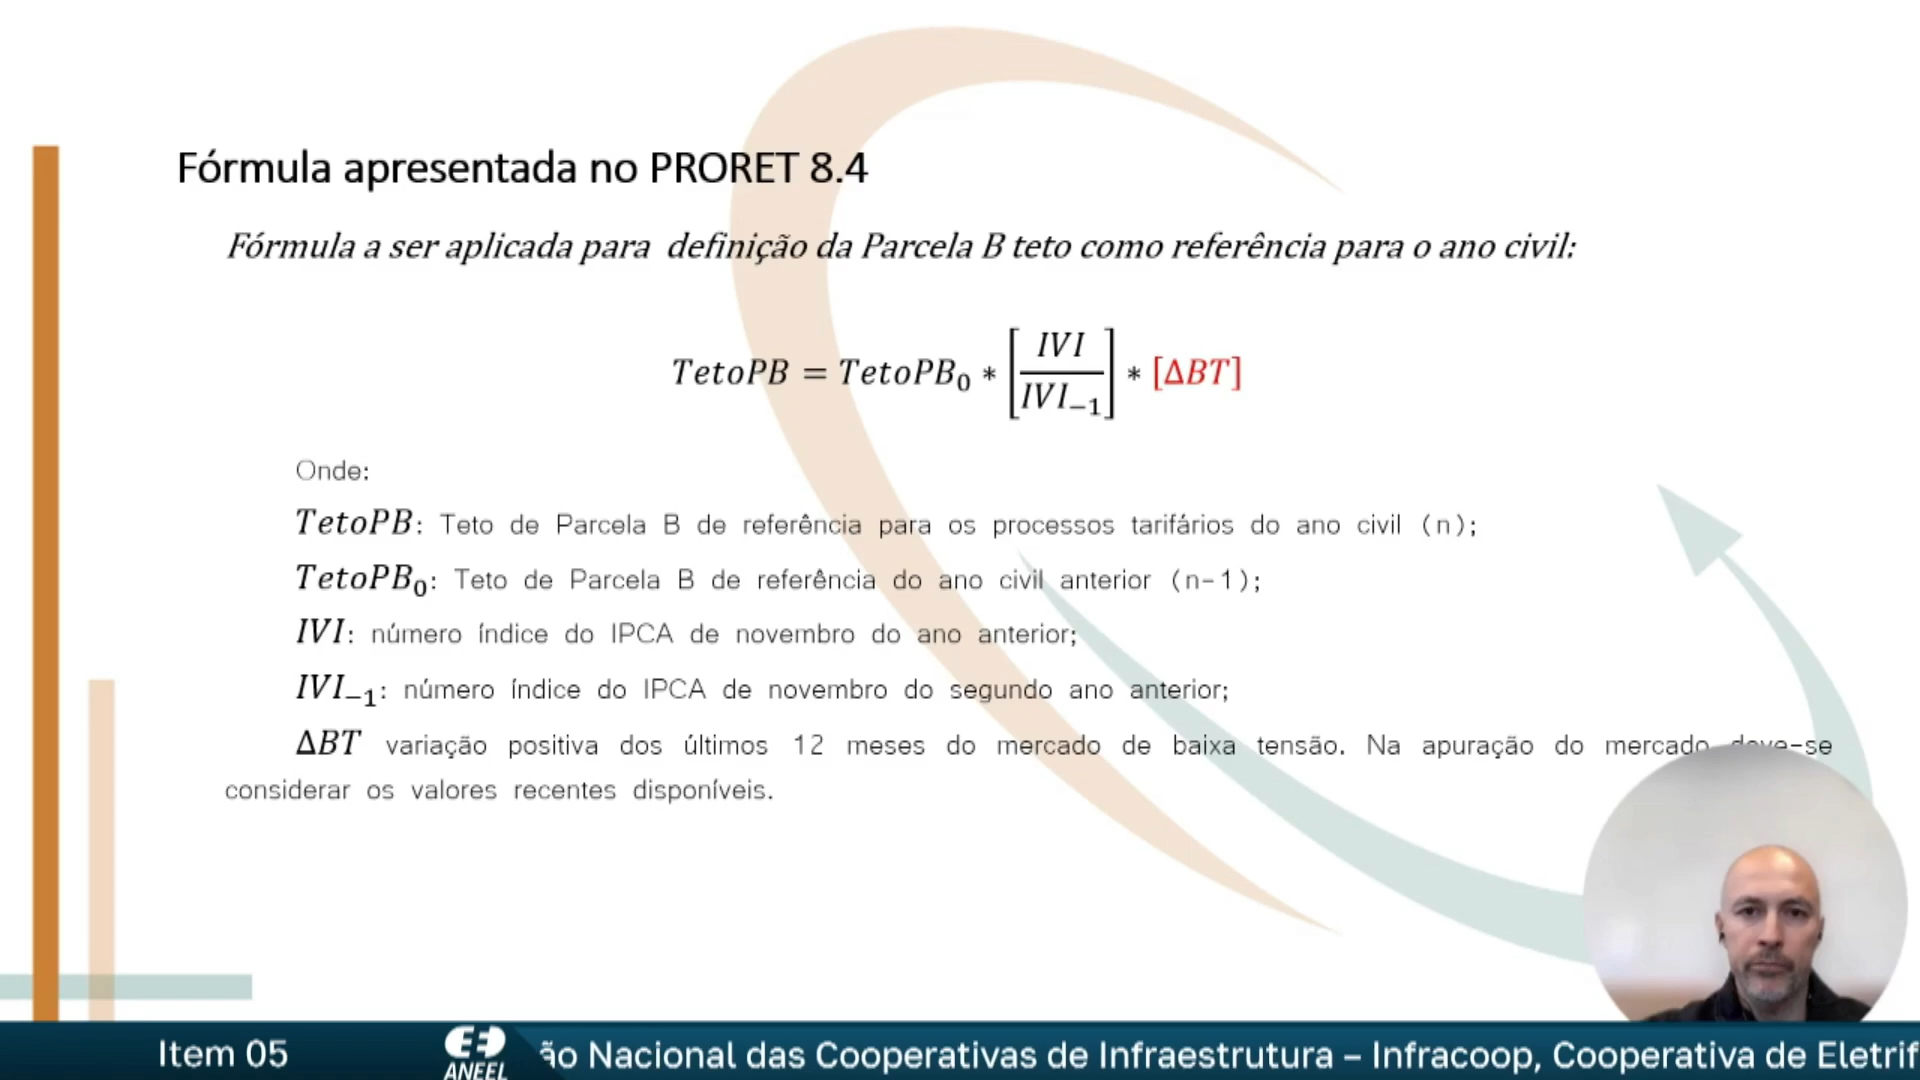 Fórmula apresentada no PRORET 8.4
Fórmula a ser aplicada para definição da Parcela B teto como referência para o ano civil:
TetoPB = TetoPB₀ * [IVI / IVI₋₁] * [ΔBT]
Onde:
TetoPB: Teto de Parcela B de referência para os processos tarifários do ano civil (n);
TetoPB₀: Teto de Parcela B de referência do ano civil anterior (n-1);
IVI: número índice do IPCA de novembro do ano anterior;
IVI₋₁: número índice do IPCA de novembro do segundo ano anterior;
ΔBT variação positiva dos últimos 12 meses do mercado de baixa tensão. Na apuração do mercado deve-se
considerar os valores recentes disponíveis.
Item 05
ANEEL
ão Nacional das Cooperativas de Infraestrutura – Infracoop, Cooperativa de Eletrif